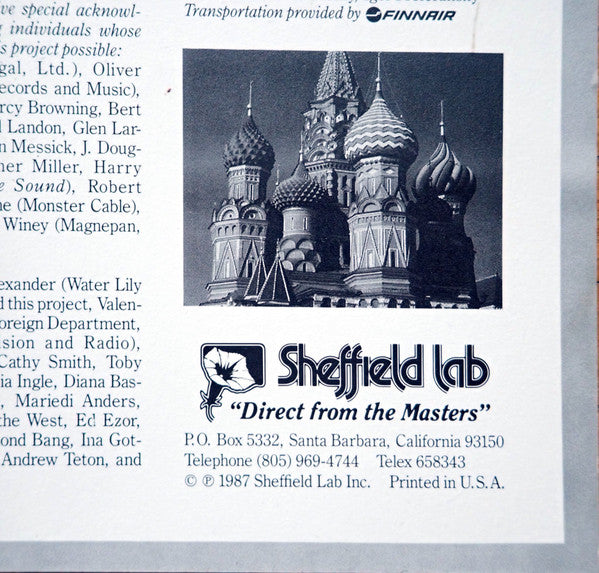 ve special acknowl-
g individuals whose
s project possible:
gal, Ltd.), Oliver
ecords and Music),
rcy Browning, Bert
l Landon, Glen Lar-
n Messick, J. Doug-
ner Miller, Harry
e Sound), Robert
ne (Monster Cable),
Winey (Magnepan,
exander (Water Lily
d this project, Valen-
oreign Department,
ision and Radio),
Cathy Smith, Toby
ia Ingle, Diana Bas-
, Mariedi Anders,
the West, Ed Ezor,
ond Bang, Ina Got-
Andrew Teton, and
Transportation provided by FINNAIR
Sheffield Lab
“Direct from the Masters”
P.O. Box 5332, Santa Barbara, California 93150
Telephone (805) 969-4744 Telex 658343
© ℗ 1987 Sheffield Lab Inc. Printed in U.S.A.